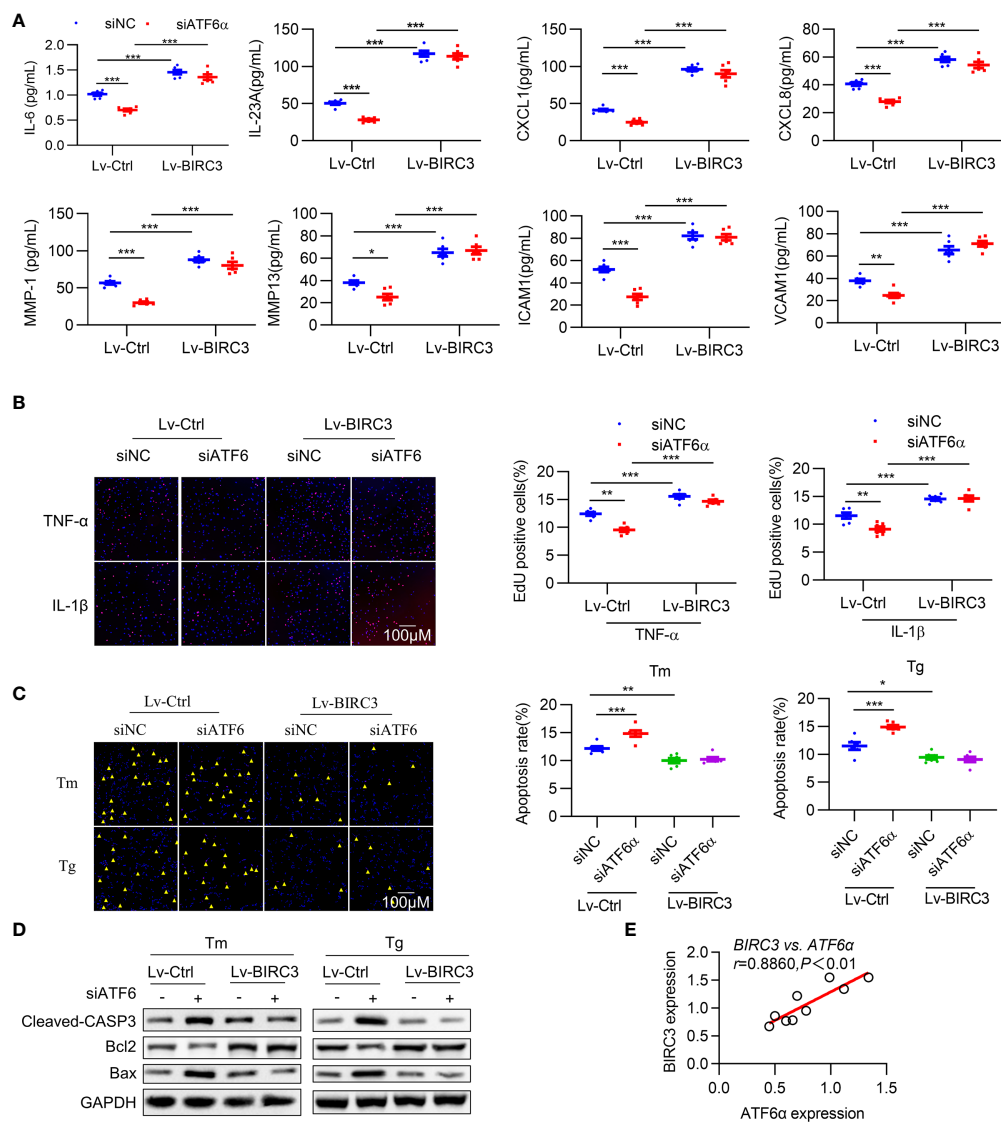 A
siNC siATF6α
IL-6 (pg/mL)
2.0
1.5
1.0
0.5
0.0
***
***
***
Lv-Ctrl Lv-BIRC3
IL-23A(pg/mL)
150
100
50
0
***
***
***
Lv-Ctrl Lv-BIRC3
CXCL1(pg/mL)
150
100
50
0
***
***
***
Lv-Ctrl Lv-BIRC3
CXCL8(pg/mL)
80
60
40
20
0
***
***
***
Lv-Ctrl Lv-BIRC3
MMP-1 (pg/mL)
150
100
50
0
***
***
***
Lv-Ctrl Lv-BIRC3
MMP13(pg/mL)
100
80
60
40
20
0
***
***
*
Lv-Ctrl Lv-BIRC3
ICAM1(pg/mL)
100
80
60
40
20
0
***
***
***
Lv-Ctrl Lv-BIRC3
VCAM1(pg/mL)
100
80
60
40
20
0
***
***
**
Lv-Ctrl Lv-BIRC3
B
Lv-Ctrl Lv-BIRC3
siNC siATF6 siNC siATF6
TNF-α
IL-1β
100μM
siNC
siATF6α
EdU positive cells(%)
20
15
10
5
0
***
***
**
Lv-Ctrl Lv-BIRC3
TNF-α
siNC
siATF6α
EdU positive cells(%)
20
15
10
5
0
***
***
**
Lv-Ctrl Lv-BIRC3
IL-1β
C
Lv-Ctrl Lv-BIRC3
siNC siATF6 siNC siATF6
Tm
Tg
100μM
Tm
Apoptosis rate(%)
20
15
10
5
0
**
***
siNC siATF6α siNC siATF6α
Lv-Ctrl Lv-BIRC3
Tg
Apoptosis rate(%)
20
15
10
5
0
*
***
siNC siATF6α siNC siATF6α
Lv-Ctrl Lv-BIRC3
D
Tm Tg
Lv-Ctrl Lv-BIRC3 Lv-Ctrl Lv-BIRC3
siATF6 - + - + - + - +
Cleaved-CASP3
Bcl2
Bax
GAPDH
E
BIRC3 vs. ATF6α
r=0.8860,P<0.01
BIRC3 expression
2.0
1.5
1.0
0.5
0.0
0.0 0.5 1.0 1.5
ATF6α expression